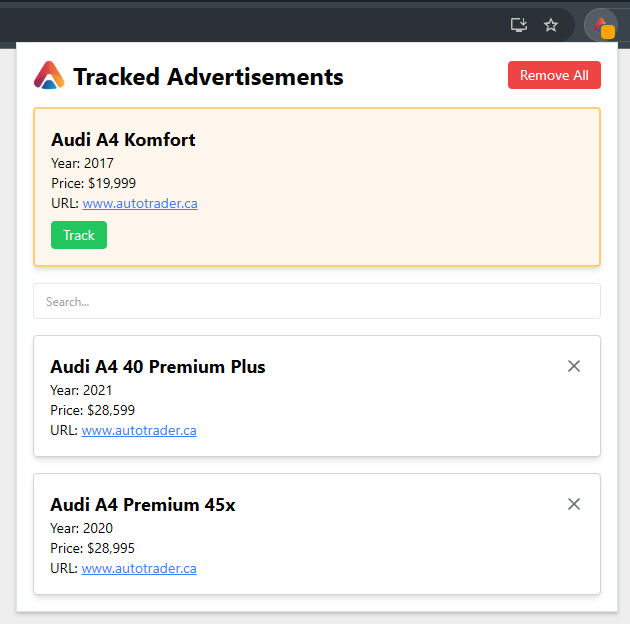 Tracked Advertisements
Remove All
Audi A4 Komfort
Year: 2017
Price: $19,999
URL: www.autotrader.ca
Track
Search...
Audi A4 40 Premium Plus
Year: 2021
Price: $28,599
URL: www.autotrader.ca
Audi A4 Premium 45x
Year: 2020
Price: $28,995
URL: www.autotrader.ca